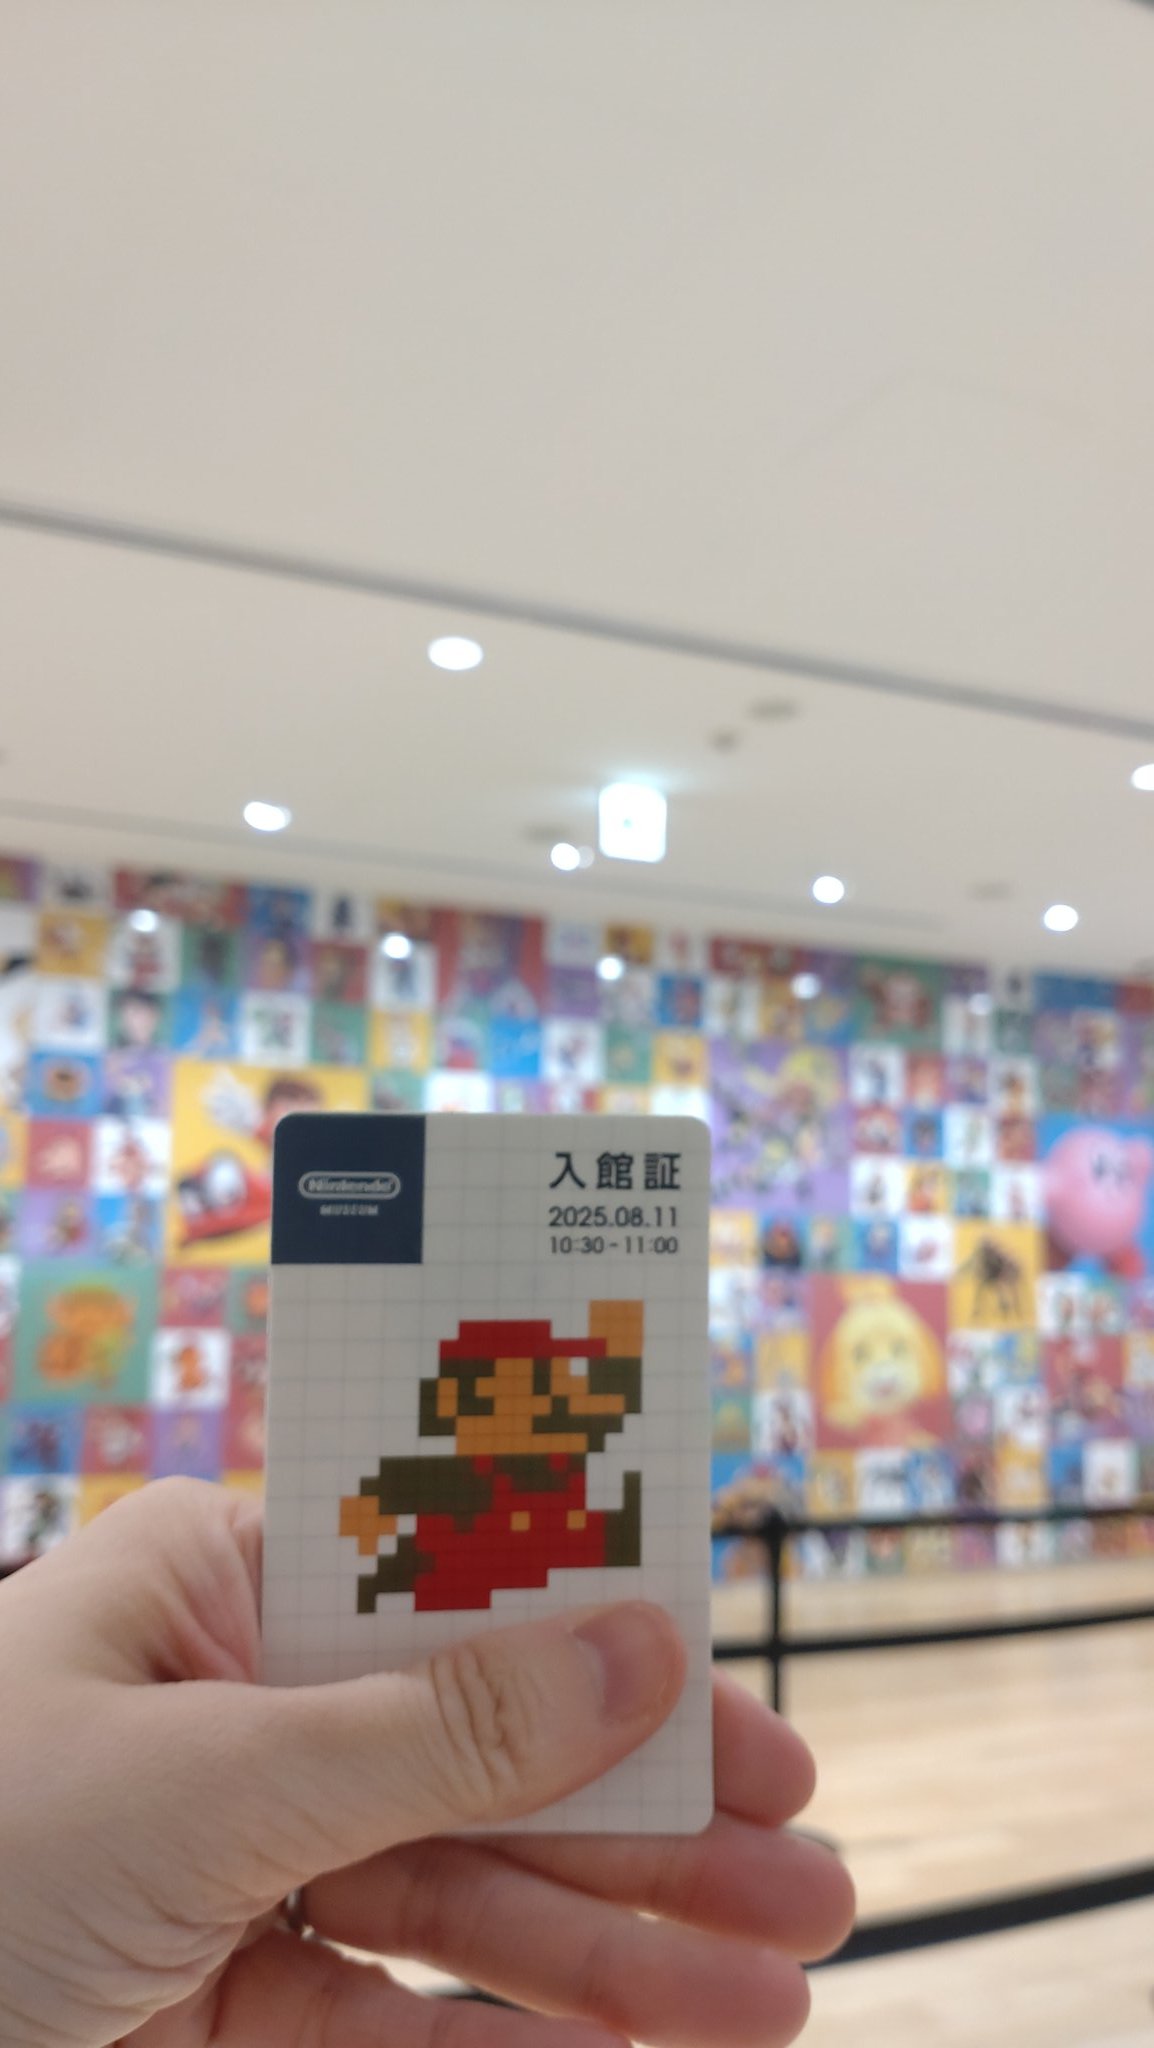 Nintendo
MUSEUM
入館証
2025.08.11
10:30 - 11:00